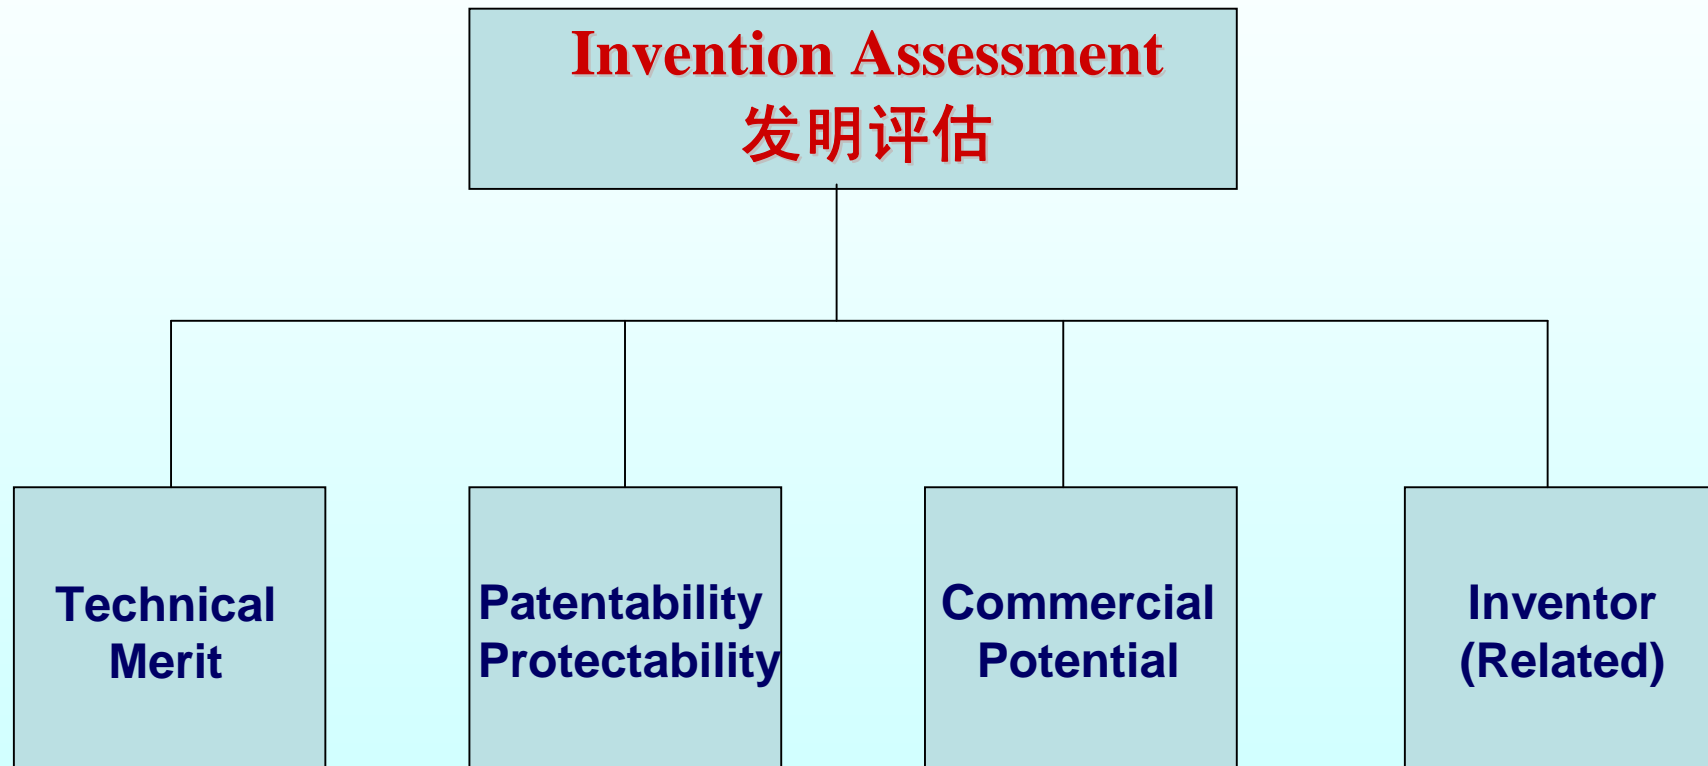 Invention Assessment
发明评估
Technical
Merit
Patentability
Protectability
Commercial
Potential
Inventor
(Related)